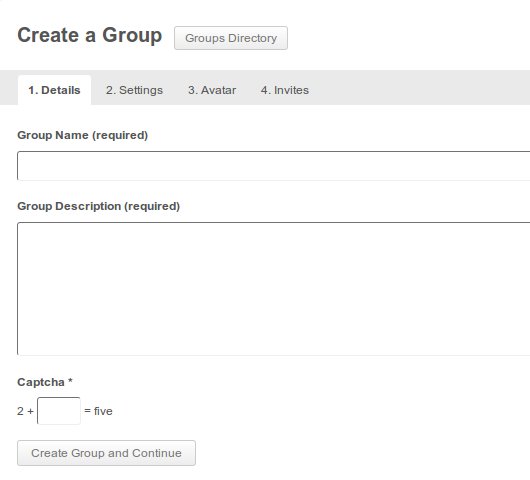 Create a Group Groups Directory
1. Details 2. Settings 3. Avatar 4. Invites
Group Name (required)
Group Description (required)
Captcha *
2 + = five
Create Group and Continue